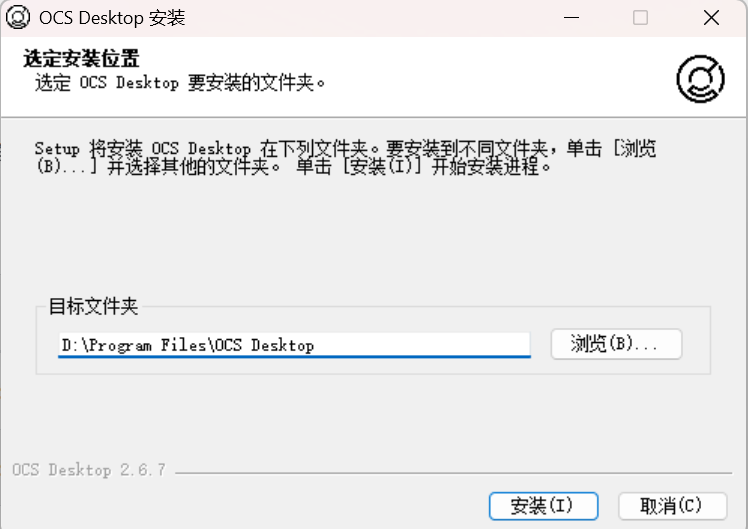 OCS Desktop 安装
选定安装位置
选定 OCS Desktop 要安装的文件夹。
Setup 将安装 OCS Desktop 在下列文件夹。要安装到不同文件夹，单击 [浏览
(B)...] 并选择其他的文件夹。 单击 [安装(I)] 开始安装进程。
目标文件夹
D:\Program Files\OCS Desktop
浏览(B)...
OCS Desktop 2.6.7
安装(I)
取消(C)